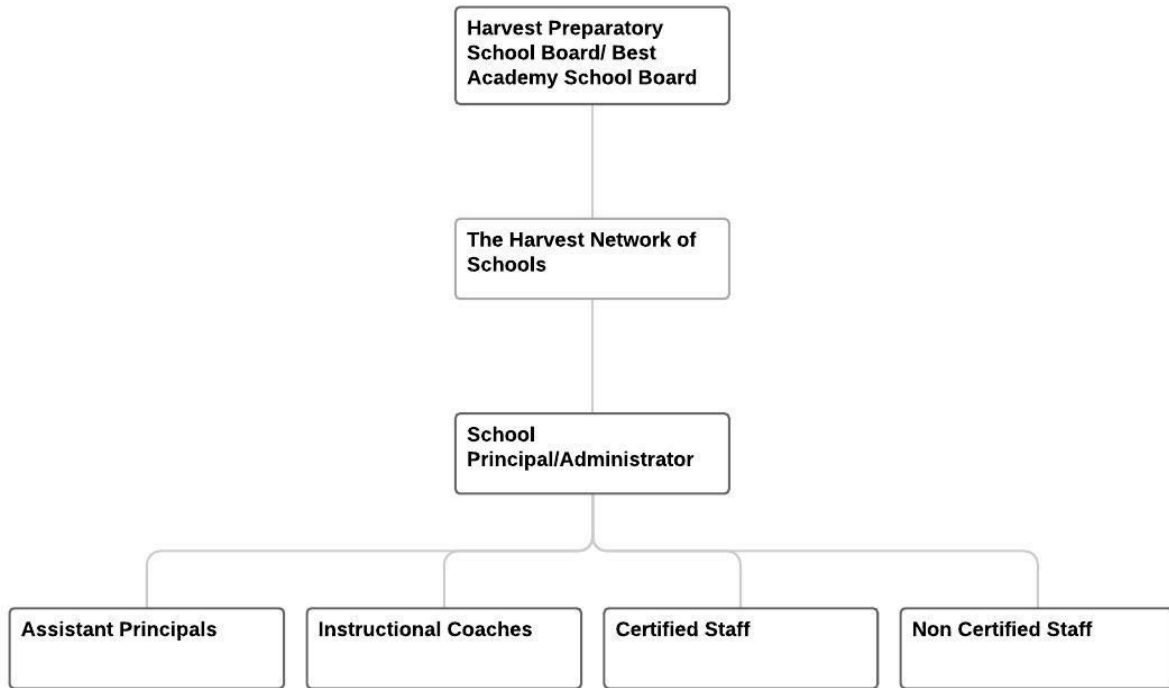 Harvest Preparatory
School Board/ Best
Academy School Board
The Harvest Network of
Schools
School
Principal/Administrator
Assistant Principals
Instructional Coaches
Certified Staff
Non Certified Staff